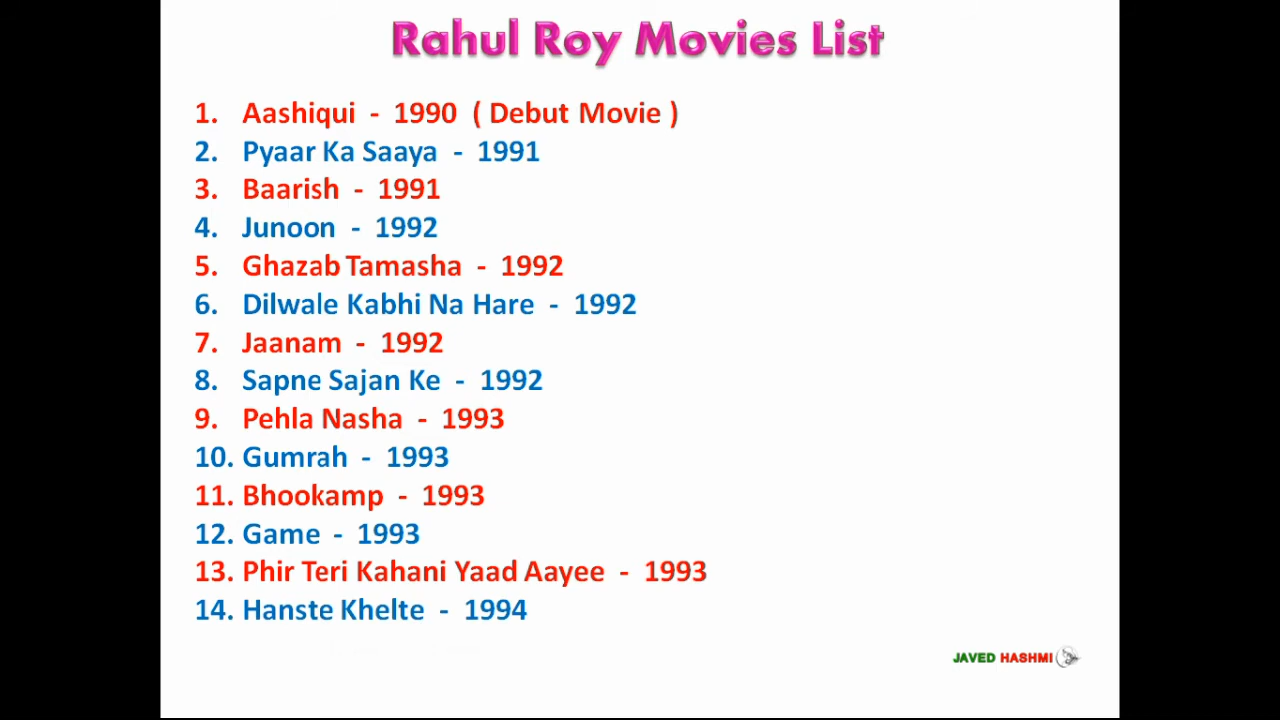 Rahul Roy Movies List
1. Aashiqui - 1990 ( Debut Movie )
2. Pyaar Ka Saaya - 1991
3. Baarish - 1991
4. Junoon - 1992
5. Ghazab Tamasha - 1992
6. Dilwale Kabhi Na Hare - 1992
7. Jaanam - 1992
8. Sapne Sajan Ke - 1992
9. Pehla Nasha - 1993
10. Gumrah - 1993
11. Bhookamp - 1993
12. Game - 1993
13. Phir Teri Kahani Yaad Aayee - 1993
14. Hanste Khelte - 1994
JAVED HASHMI